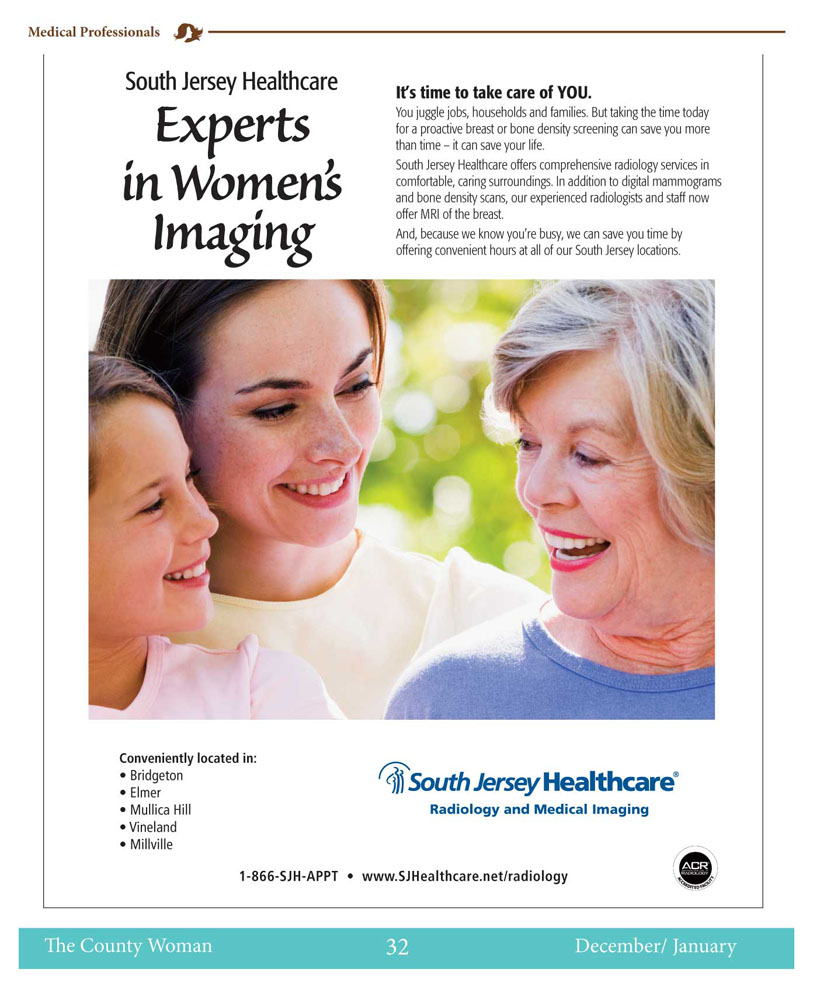 Medical Professionals
South Jersey Healthcare
Experts
in Women's
Imaging
It's time to take care of YOU.
You juggle jobs, households and families. But taking the time today
for a proactive breast or bone density screening can save you more
than time – it can save your life.
South Jersey Healthcare offers comprehensive radiology services in
comfortable, caring surroundings. In addition to digital mammograms
and bone density scans, our experienced radiologists and staff now
offer MRI of the breast.
And, because we know you're busy, we can save you time by
offering convenient hours at all of our South Jersey locations.
Conveniently located in:
• Bridgeton
• Elmer
• Mullica Hill
• Vineland
• Millville
South Jersey Healthcare®
Radiology and Medical Imaging
1-866-SJH-APPT • www.SJHealthcare.net/radiology
ACR
RADIOLOGY
ACCREDITED FACILITY
The County Woman
32
December/ January